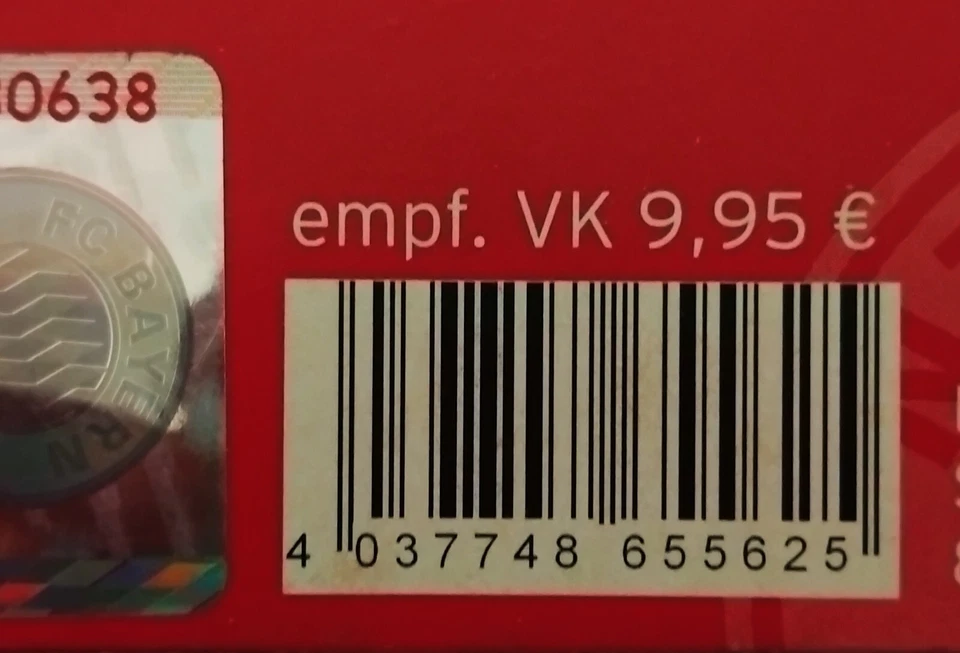 0638
empf. VK 9,95 €
FC BAYERN
4 037748 655625